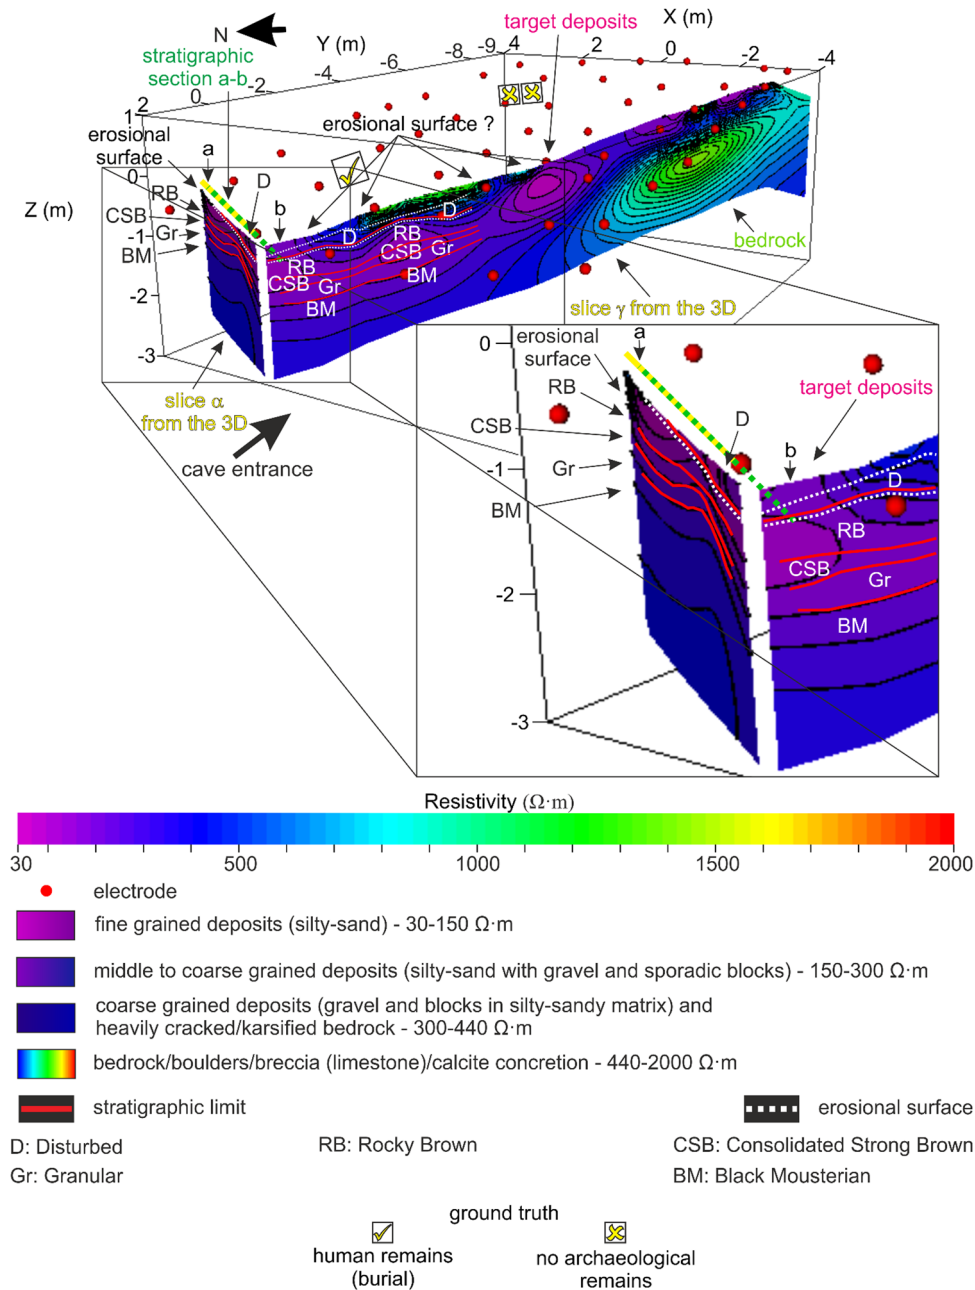 target deposits
N
Y (m)
X (m)
stratigraphic
section a-b
2
0
-2
-4
-6
-8
-9
4
2
0
-2
-4
erosional
surface
a
erosional surface ?
1
0
-1
-2
-3
Z (m)
RB
CSB
Gr
BM
D
b
D
D
RB
CSB
Gr
BM
RB
CSB
Gr
BM
bedrock
slice γ from the 3D
slice α
from the 3D
cave entrance
0
-1
-2
-3
erosional
surface
a
RB
CSB
Gr
BM
target deposits
D
b
D
RB
CSB
Gr
BM
Resistivity (Ω·m)
30 500 1000 1500 2000
electrode
fine grained deposits (silty-sand) - 30-150 Ω·m
middle to coarse grained deposits (silty-sand with gravel and sporadic blocks) - 150-300 Ω·m
coarse grained deposits (gravel and blocks in silty-sandy matrix) and
heavily cracked/karsified bedrock - 300-440 Ω·m
bedrock/boulders/breccia (limestone)/calcite concretion - 440-2000 Ω·m
stratigraphic limit
erosional surface
D: Disturbed
RB: Rocky Brown
CSB: Consolidated Strong Brown
Gr: Granular
BM: Black Mousterian
ground truth
human remains
(burial)
no archaeological
remains